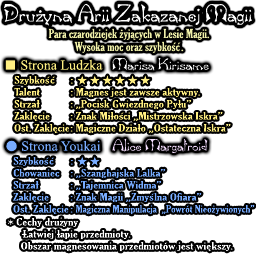 Drużyna Arii Zakazanej Magii
Para czarodziejek żyjących w Lesie Magii.
Wysoka moc oraz szybkość.
Strona Ludzka Marisa Kirisame
Szybkość : ★★★★★★
Talent : Magnes jest zawsze aktywny.
Strzał : „Pocisk Gwiezdnego Pyłu”
Zaklęcie : Znak Miłości „Mistrzowska Iskra”
Ost. Zaklęcie: Magiczne Działo „Ostateczna Iskra”
Strona Youkai Alice Margatroid
Szybkość : ★★
Chowaniec : „Szanghajska Lalka”
Strzał : „Tajemnica Widma”
Zaklęcie : Znak Magii „Zmyślna Ofiara”
Ost. Zaklęcie: Magiczna Manipulacja „Powrót Nieożywionych”
* Cechy drużyny
Łatwiej łapie przedmioty.
Obszar magnesowania przedmiotów jest większy.